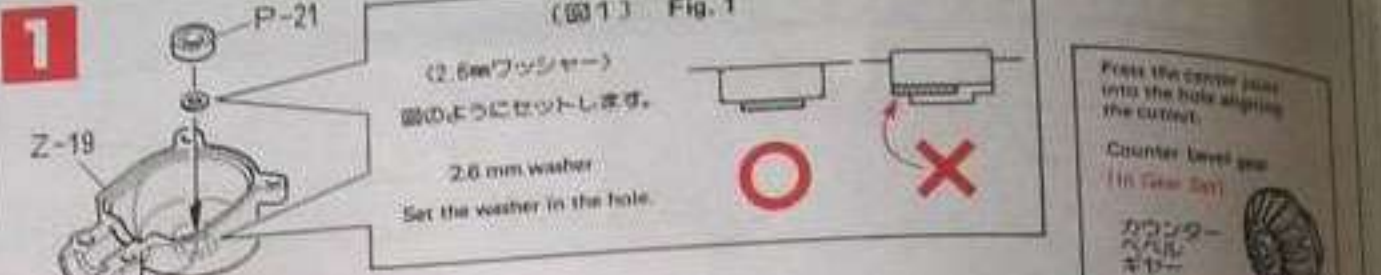 1
P-21
Z-19
(図1) Fig. 1
(2.6mmワッシャー)
図のようにセットします。
2.6 mm washer
Set the washer in the hole.
Press the center
into the hole aligning
the cutout.
Counter bevel gear
(In Gear Set)
カウンター
ベベル
ギヤー